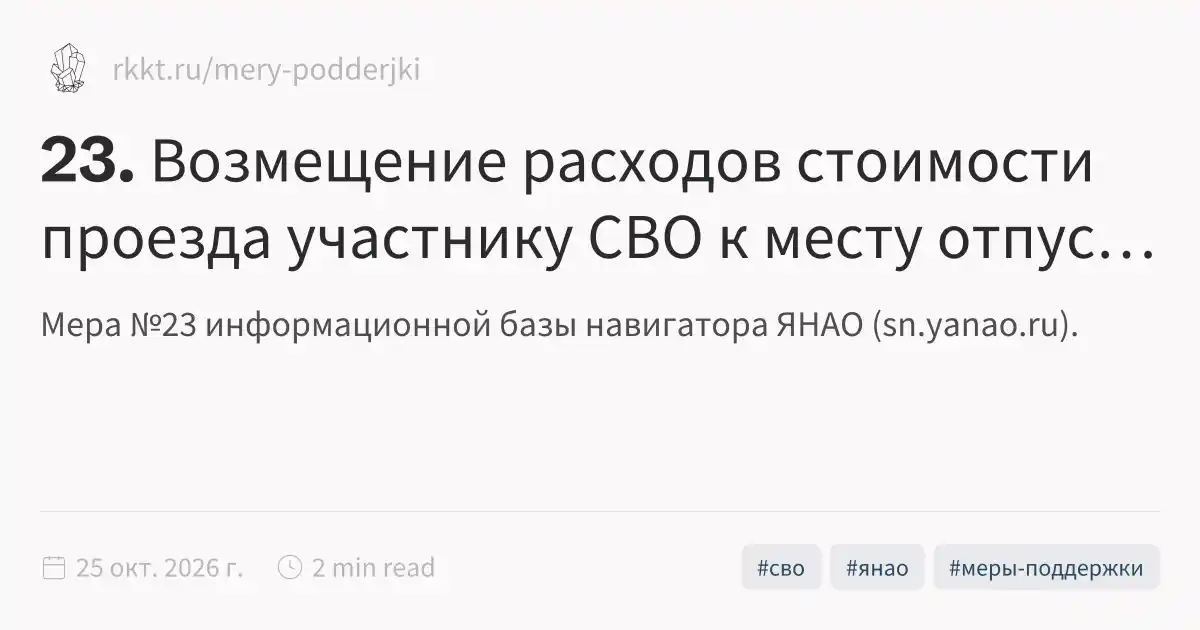 rkkt.ru/mery-podderjki
23. Возмещение расходов стоимости
проезда участнику СВО к месту отпус…
Мера №23 информационной базы навигатора ЯНАО (sn.yanao.ru).
25 окт. 2026 г. 2 min read #сво #янао #меры-поддержки